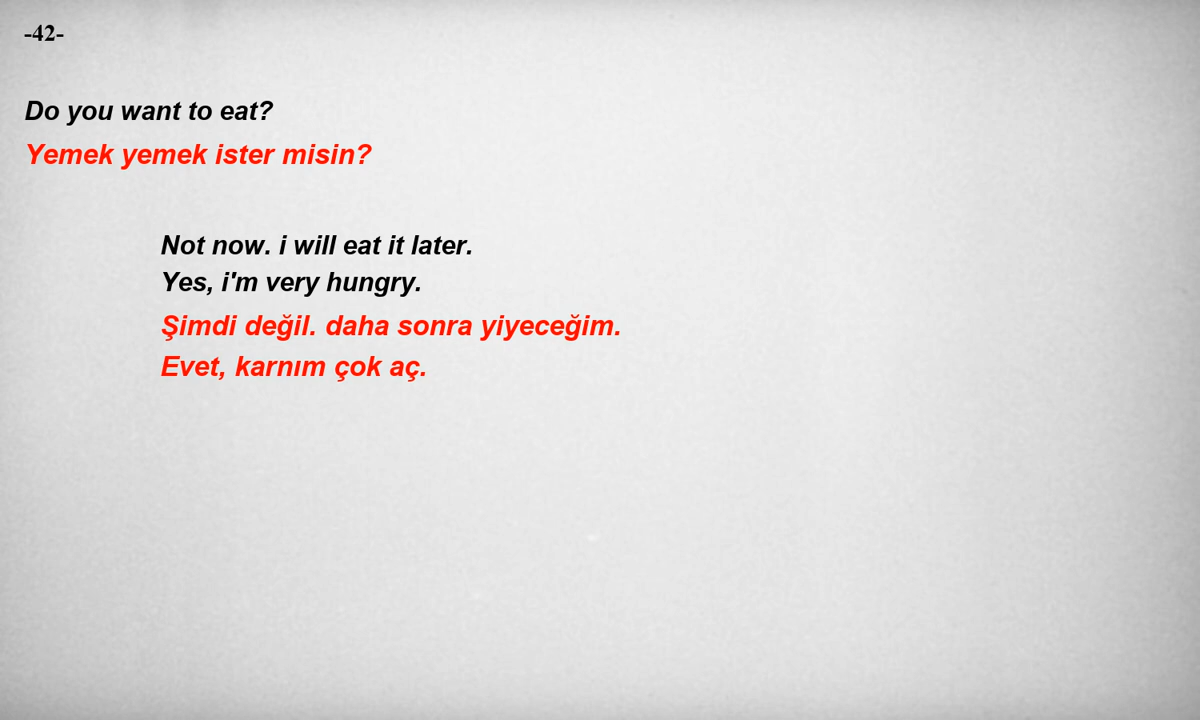 -42-
Do you want to eat?
Yemek yemek ister misin?
Not now. i will eat it later.
Yes, i'm very hungry.
Şimdi değil. daha sonra yiyeceğim.
Evet, karnım çok aç.